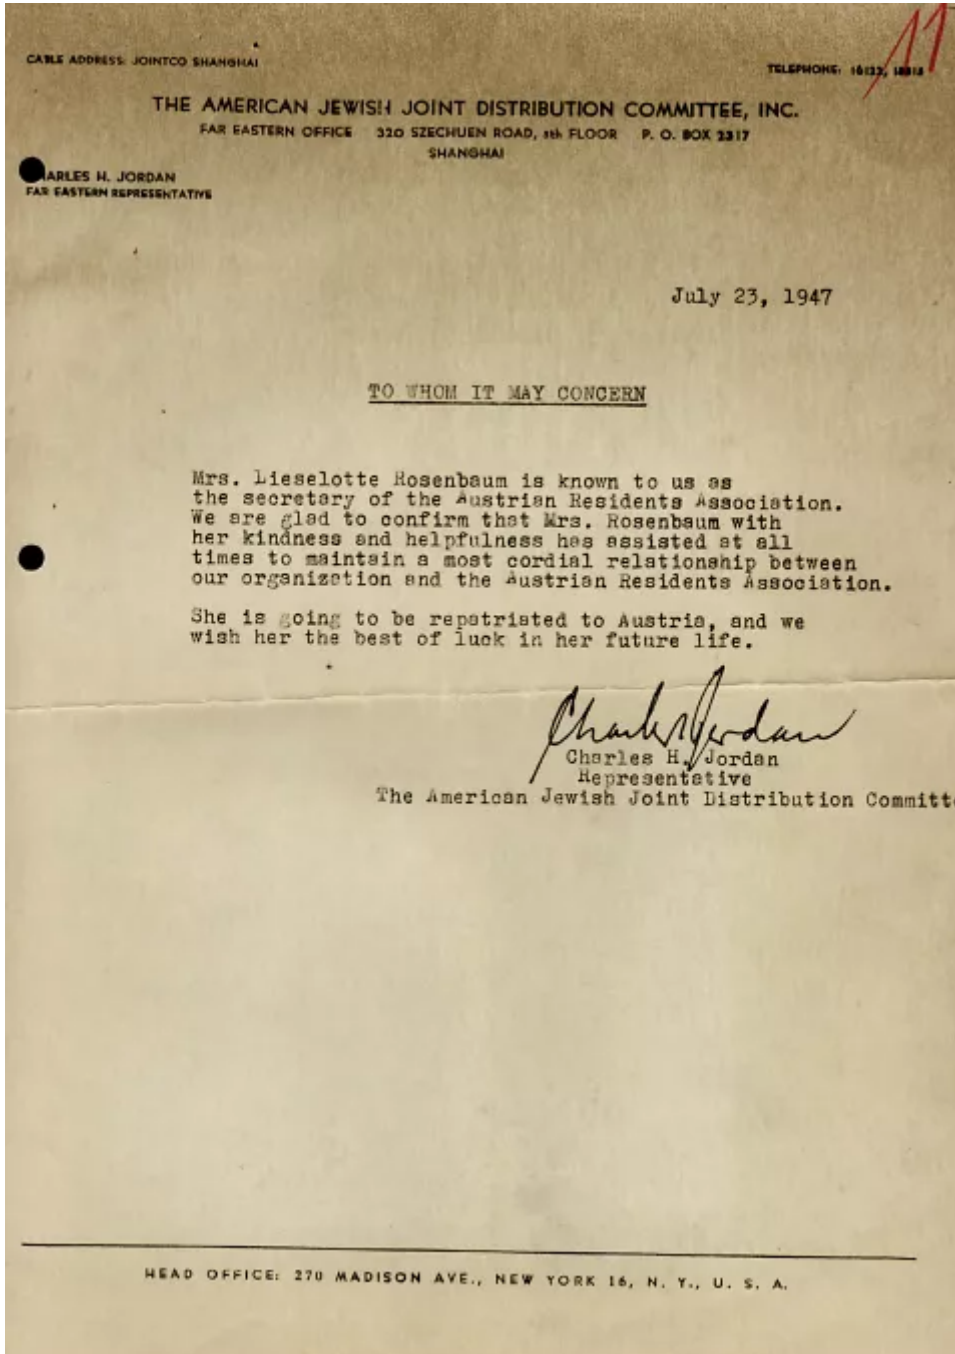 11
CABLE ADDRESS: JOINTCO SHANGHAI
TELEPHONE:
THE AMERICAN JEWISH JOINT DISTRIBUTION COMMITTEE, INC.
FAR EASTERN OFFICE 320 SZECHUEN ROAD, 5th FLOOR P. O. BOX 2317
SHANGHAI
ARLES H. JORDAN
FAR EASTERN REPRESENTATIVE
July 23, 1947
TO WHOM IT MAY CONCERN
Mrs. Lieselotte Rosenbaum is known to us as
the secretary of the Austrian Residents Association.
We are glad to confirm that Mrs. Rosenbaum with
her kindness and helpfulness has assisted at all
times to maintain a most cordial relationship between
our organization and the Austrian Residents Association.
She is going to be repatriated to Austria, and we
wish her the best of luck in her future life.
Charles H. Jordan
Charles H. Jordan
Representative
The American Jewish Joint Distribution Committe
HEAD OFFICE: 270 MADISON AVE., NEW YORK 16, N. Y., U. S. A.